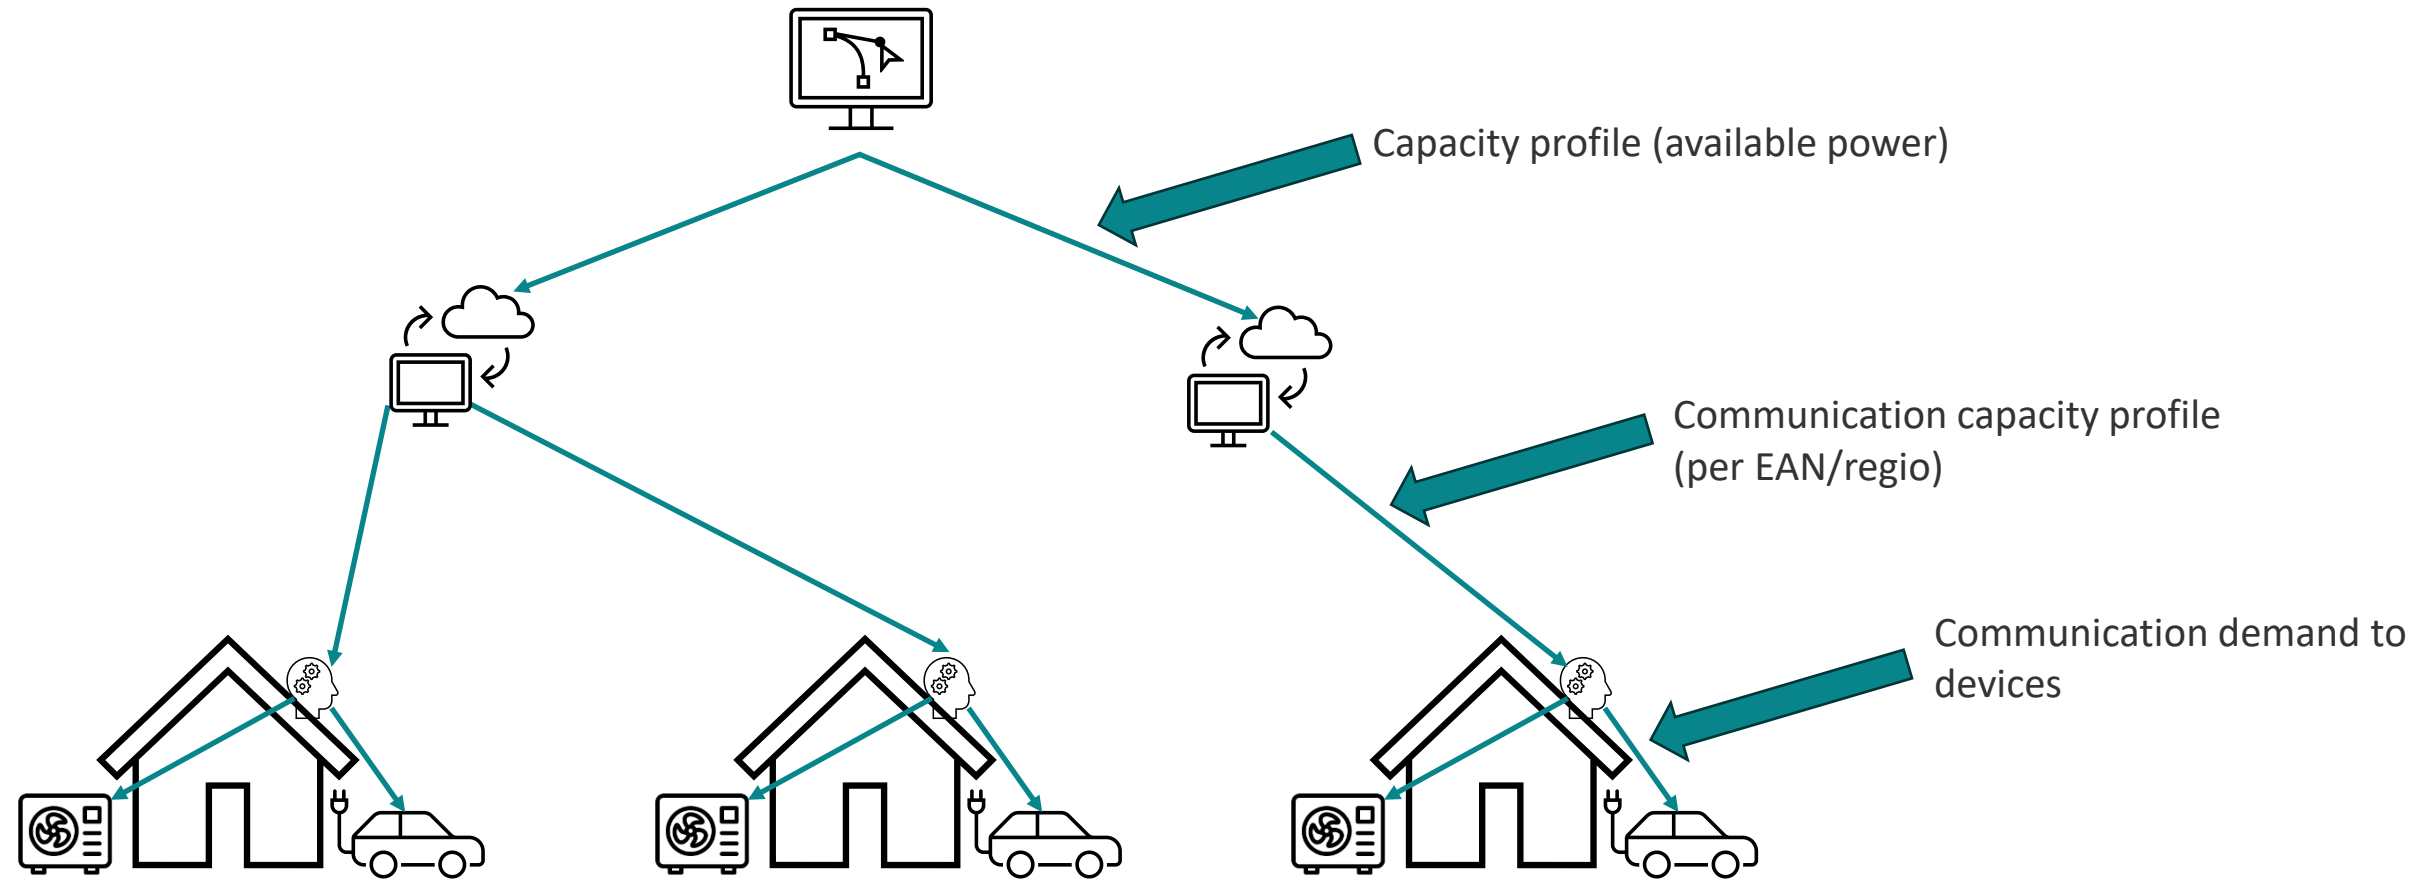 Capacity profile (available power)
Communication capacity profile
(per EAN/regio)
Communication demand to
devices